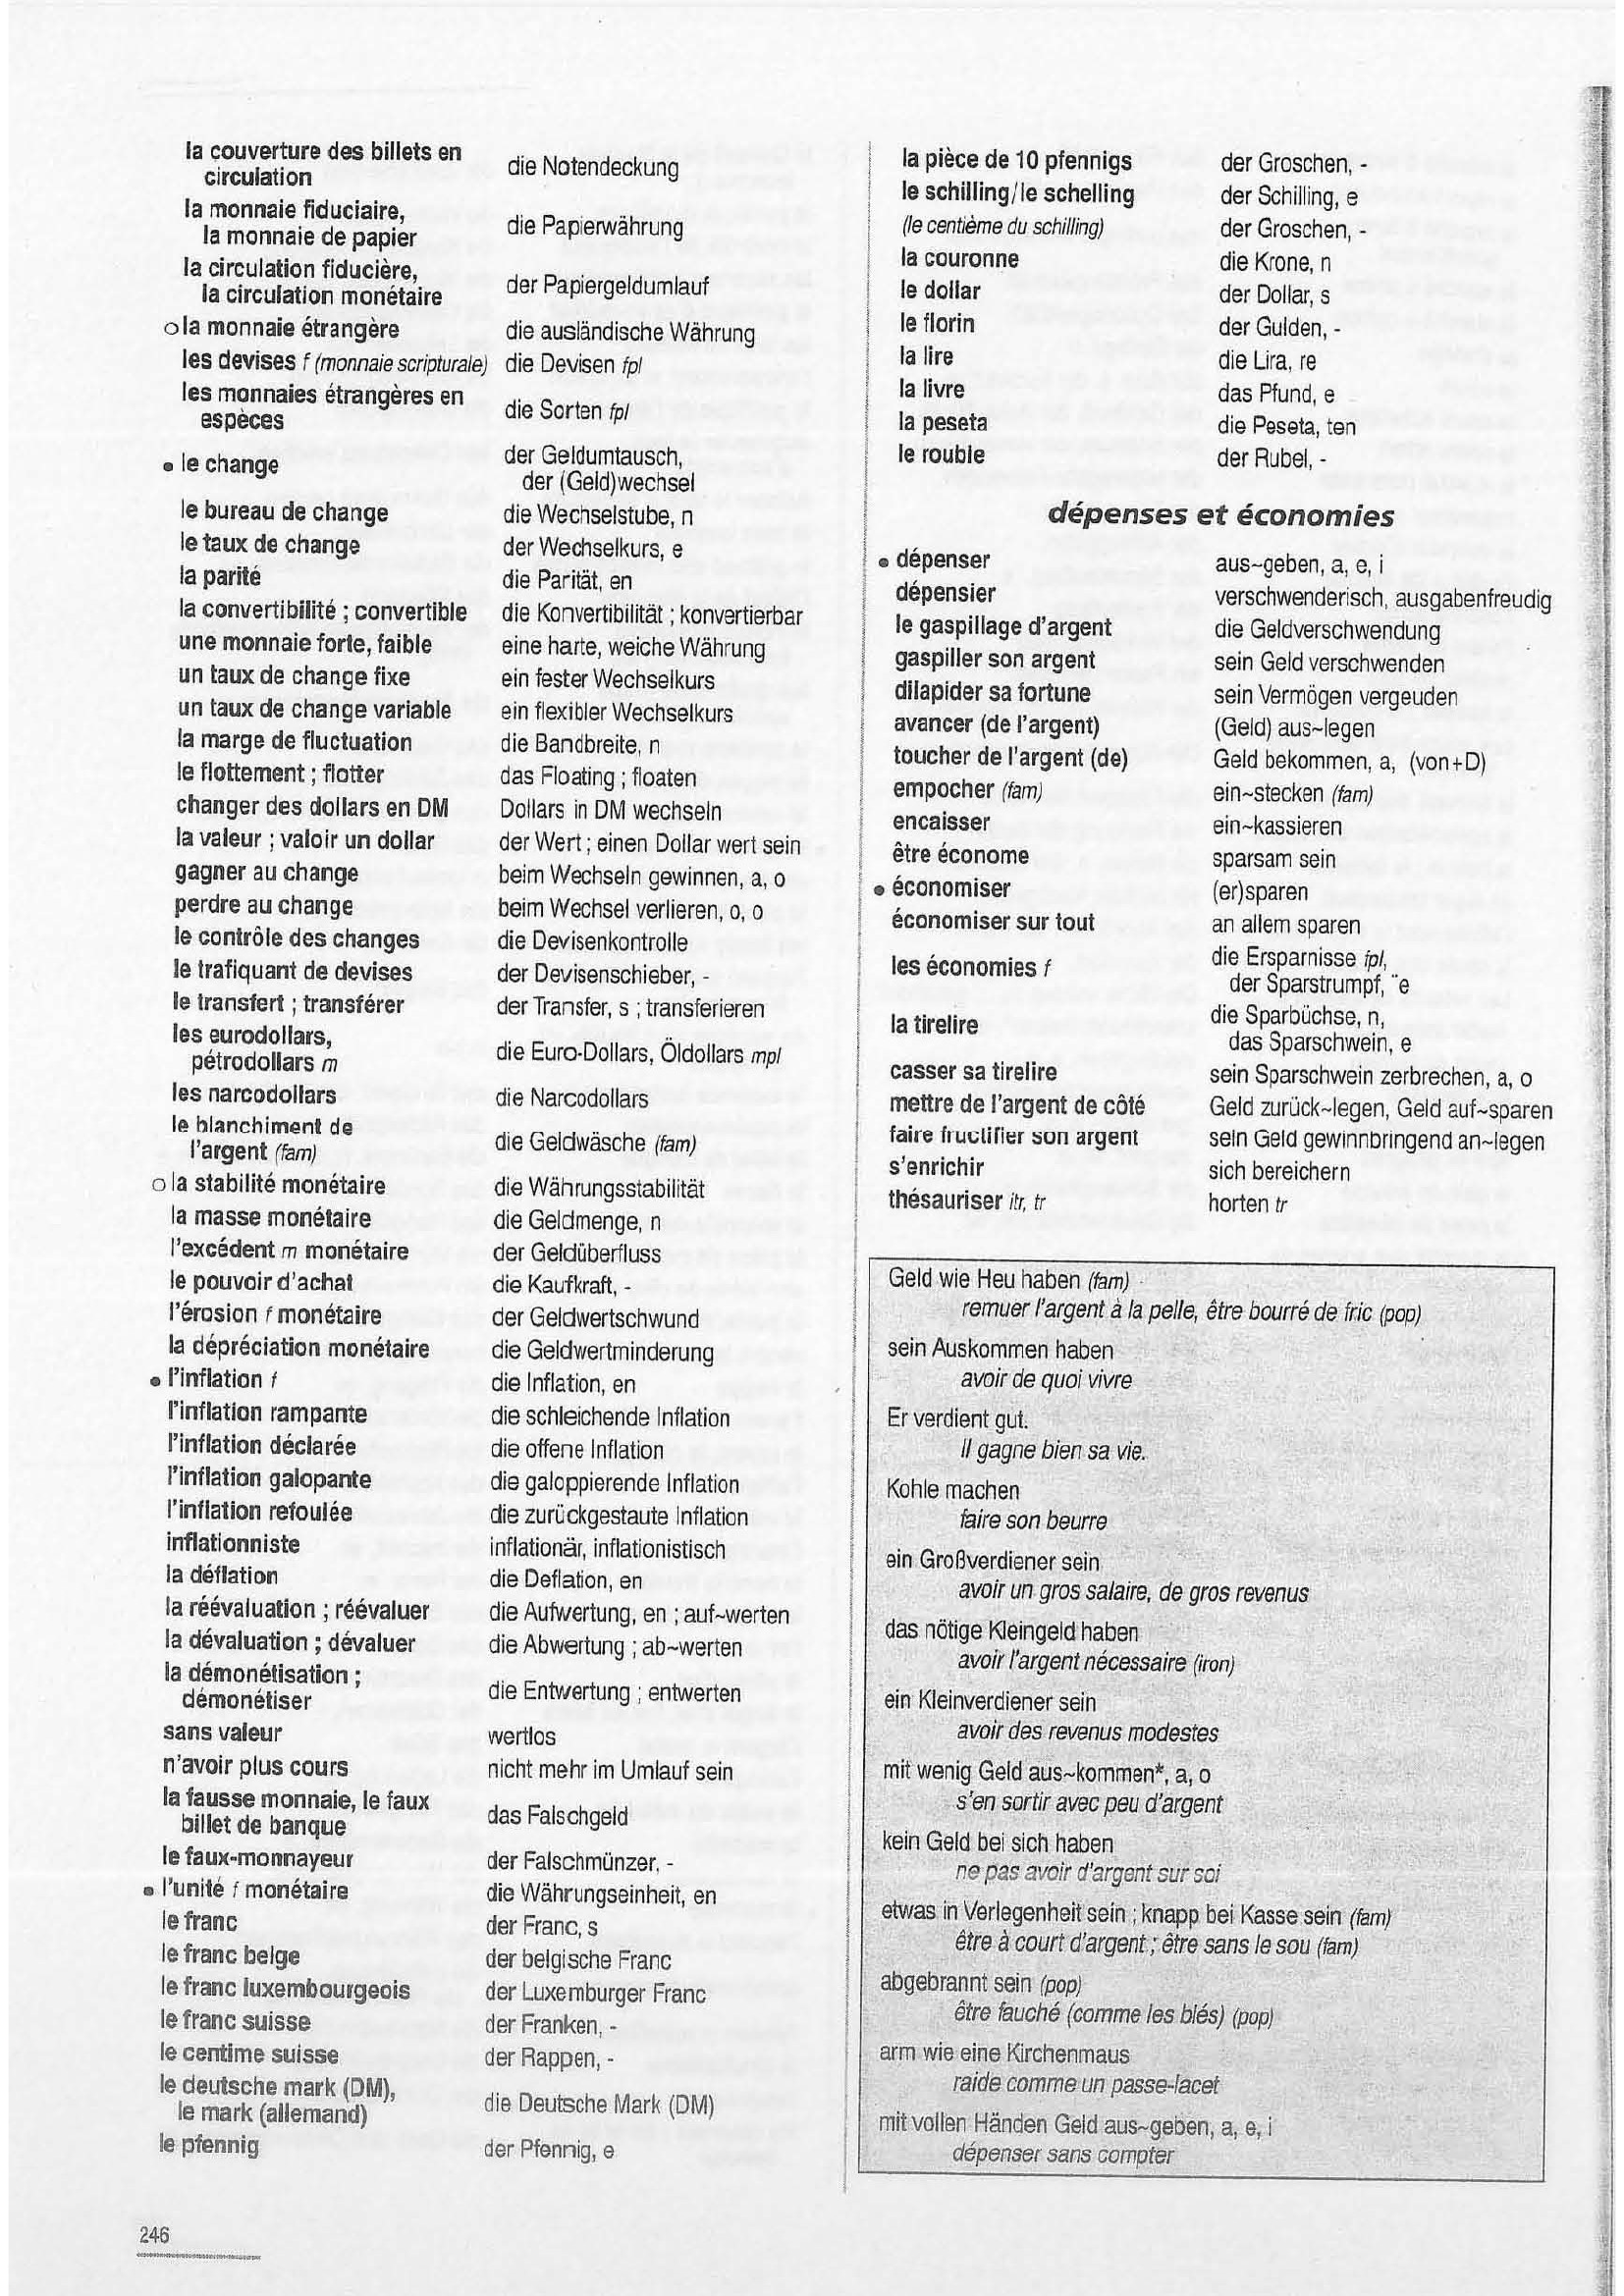 la couverture des billets en
circulation die Notendeckung
la monnaie fiduciaire,
la monnaie de papier die Papierwährung
la circulation fiducière,
la circulation monétaire der Papiergeldumlauf
o la monnaie étrangère die ausländische Währung
les devises f (monnaie scripturale) die Devisen fpl
les monnaies étrangères en
espèces die Sorten fpl
• le change der Geldumtausch,
der (Geld)wechsel
le bureau de change die Wechselstube, n
le taux de change der Wechselkurs, e
la parité die Parität, en
la convertibilité ; convertible die Konvertibilität ; konvertierbar
une monnaie forte, faible eine harte, weiche Währung
un taux de change fixe ein fester Wechselkurs
un taux de change variable ein flexibler Wechselkurs
la marge de fluctuation die Bandbreite, n
le flottement ; flotter das Floating ; floaten
changer des dollars en DM Dollars in DM wechseln
la valeur ; valoir un dollar der Wert ; einen Dollar wert sein
gagner au change beim Wechseln gewinnen, a, o
perdre au change beim Wechsel verlieren, o, o
le contrôle des changes die Devisenkontrolle
le trafiquant de devises der Devisenschieber, -
le transfert ; transférer der Transfer, s ; transferieren
les eurodollars,
pétrodollars m die Euro-Dollars, Öldollars mpl
les narcodollars die Narcodollars
le blanchiment de
l'argent (fam) die Geldwäsche (fam)
o la stabilité monétaire die Währungsstabilität
la masse monétaire die Geldmenge, n
l'excédent m monétaire der Geldüberfluss
le pouvoir d'achat die Kaufkraft, -
l'érosion f monétaire der Geldwertschwund
la dépréciation monétaire die Geldwertminderung
• l'inflation f die Inflation, en
l'inflation rampante die schleichende Inflation
l'inflation déclarée die offene Inflation
l'inflation galopante die galoppierende Inflation
l'inflation refoulée die zurückgestaute Inflation
inflationniste inflationär, inflationistisch
la déflation die Deflation, en
la réévaluation ; réévaluer die Aufwertung, en ; auf~werten
la dévaluation ; dévaluer die Abwertung ; ab~werten
la démonétisation ;
démonétiser die Entwertung ; entwerten
sans valeur wertlos
n'avoir plus cours nicht mehr im Umlauf sein
la fausse monnaie, le faux
billet de banque das Falschgeld
le faux-monnayeur der Falschmünzer, -
• l'unité f monétaire die Währungseinheit, en
le franc der Franc, s
le franc belge der belgische Franc
le franc luxembourgeois der Luxemburger Franc
le franc suisse der Franken, -
le centime suisse der Rappen, -
le deutsche mark (DM),
le mark (allemand) die Deutsche Mark (DM)
le pfennig der Pfennig, e
la pièce de 10 pfennigs der Groschen, -
le schilling/le schelling der Schilling, e
(le centième du schilling) der Groschen, -
la couronne die Krone, n
le dollar der Dollar, s
le florin der Gulden, -
la lire die Lira, re
la livre das Pfund, e
la peseta die Peseta, ten
le rouble der Rubel, -
dépenses et économies
• dépenser aus~geben, a, e, i
dépensier verschwenderisch, ausgabenfreudig
le gaspillage d'argent die Geldverschwendung
gaspiller son argent sein Geld verschwenden
dilapider sa fortune sein Vermögen vergeuden
avancer (de l'argent) (Geld) aus~legen
toucher de l'argent (de) Geld bekommen, a, (von+D)
empocher (fam) ein~stecken (fam)
encaisser ein~kassieren
être économe sparsam sein
• économiser (er)sparen
économiser sur tout an allem sparen
les économies f die Ersparnisse fpl,
der Sparstrumpf, ¨e
la tirelire die Sparbüchse, n,
das Sparschwein, e
casser sa tirelire sein Sparschwein zerbrechen, a, o
mettre de l'argent de côté Geld zurück~legen, Geld auf~sparen
faire fructifier son argent sein Geld gewinnbringend an~legen
s'enrichir sich bereichern
thésauriser itr, tr horten tr
Geld wie Heu haben (fam)
remuer l'argent à la pelle, être bourré de fric (pop)
sein Auskommen haben
avoir de quoi vivre
Er verdient gut.
Il gagne bien sa vie.
Kohle machen
faire son beurre
ein Großverdiener sein
avoir un gros salaire, de gros revenus
das nötige Kleingeld haben
avoir l'argent nécessaire (iron)
ein Kleinverdiener sein
avoir des revenus modestes
mit wenig Geld aus~kommen*, a, o
s'en sortir avec peu d'argent
kein Geld bei sich haben
ne pas avoir d'argent sur soi
etwas in Verlegenheit sein ; knapp bei Kasse sein (fam)
être à court d'argent ; être sans le sou (fam)
abgebrannt sein (pop)
être fauché (comme les blés) (pop)
arm wie eine Kirchenmaus
raide comme un passe-lacet
mit vollen Händen Geld aus~geben, a, e, i
dépenser sans compter
246